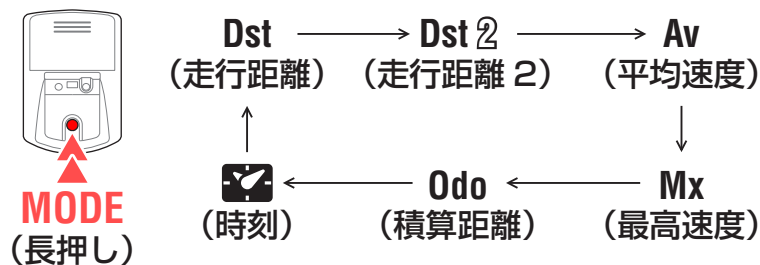 Dst → Dst 2 → Av
（走行距離） （走行距離 2） （平均速度）
MODE
（長押し）
← Odo ← Mx
（時刻） （積算距離） （最高速度）